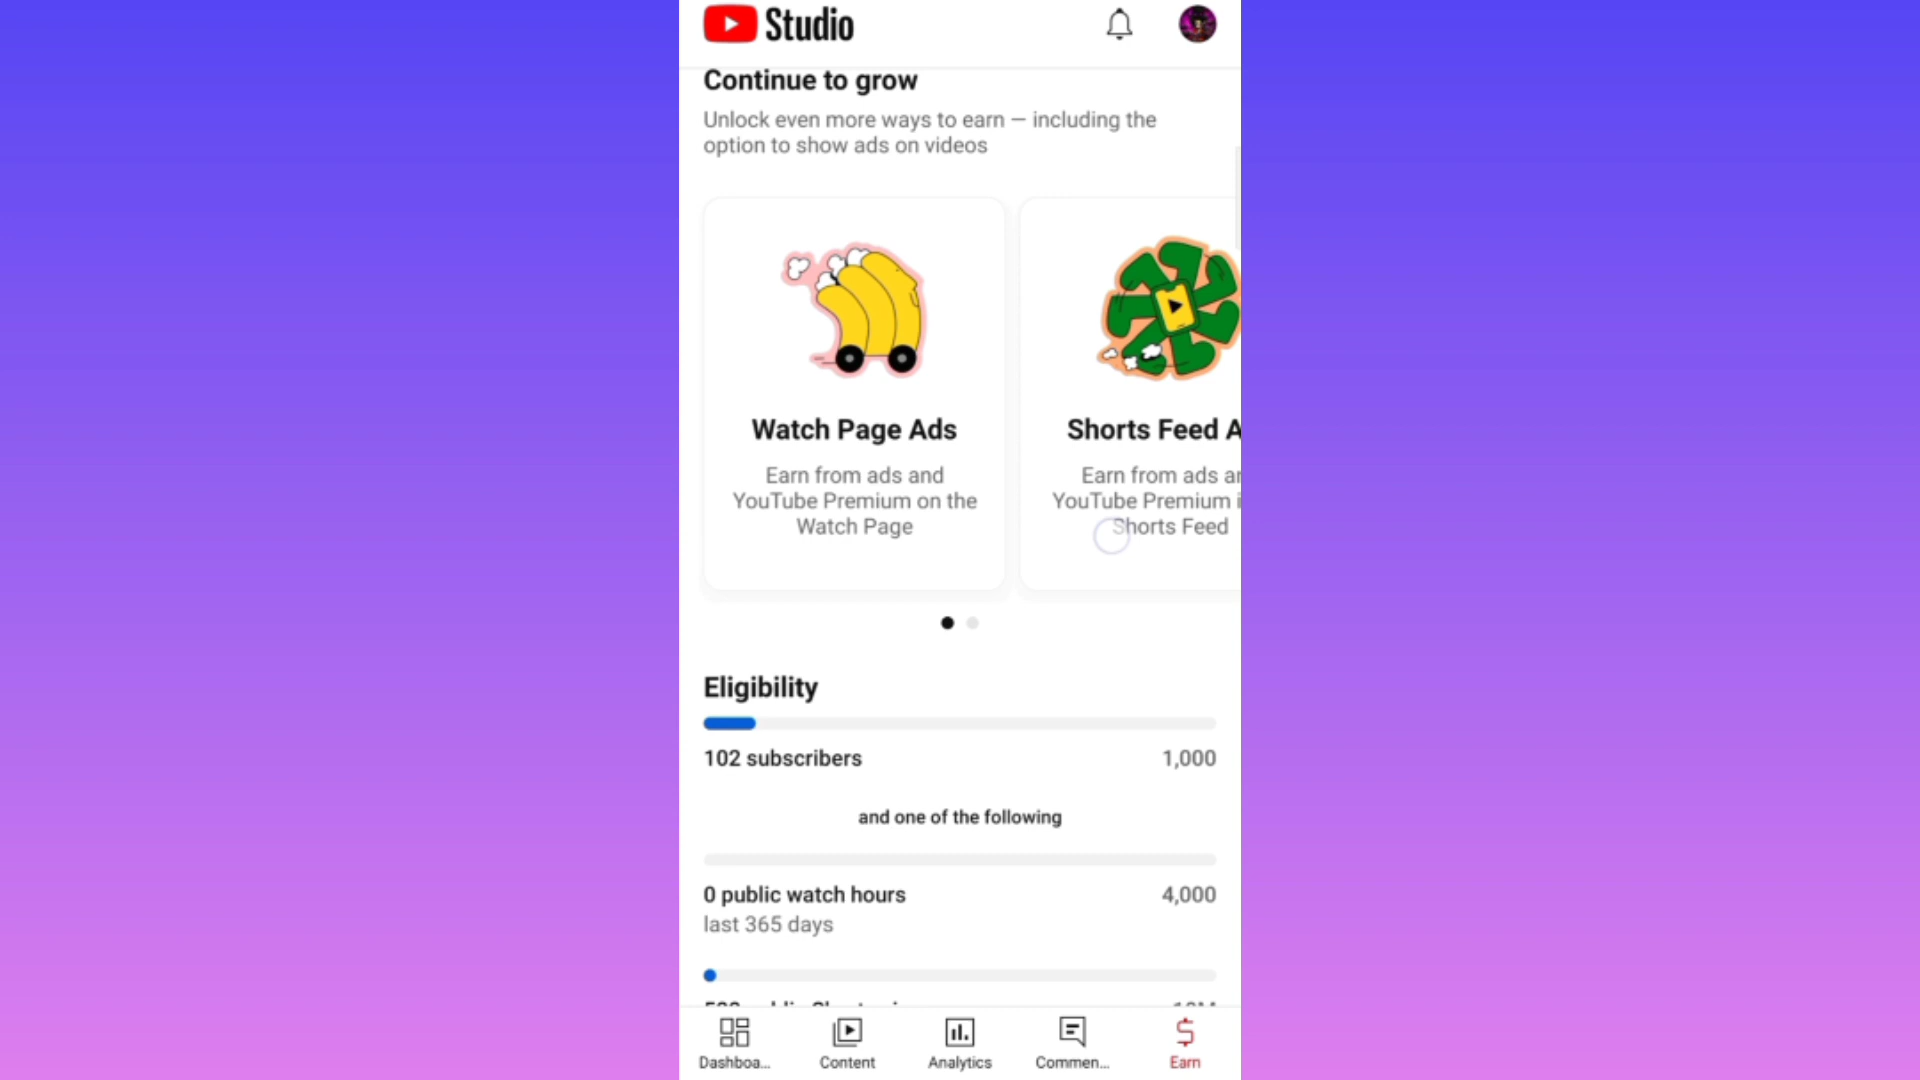 Studio
Continue to grow
Unlock even more ways to earn — including the
option to show ads on videos
Watch Page Ads
Earn from ads and
YouTube Premium on the
Watch Page
Shorts Feed A
Earn from ads
YouTube Premium
Shorts Feed
Eligibility
102 subscribers 1,000
and one of the following
0 public watch hours 4,000
last 365 days
Dashboa...
Content
Analytics
Commen...
Earn